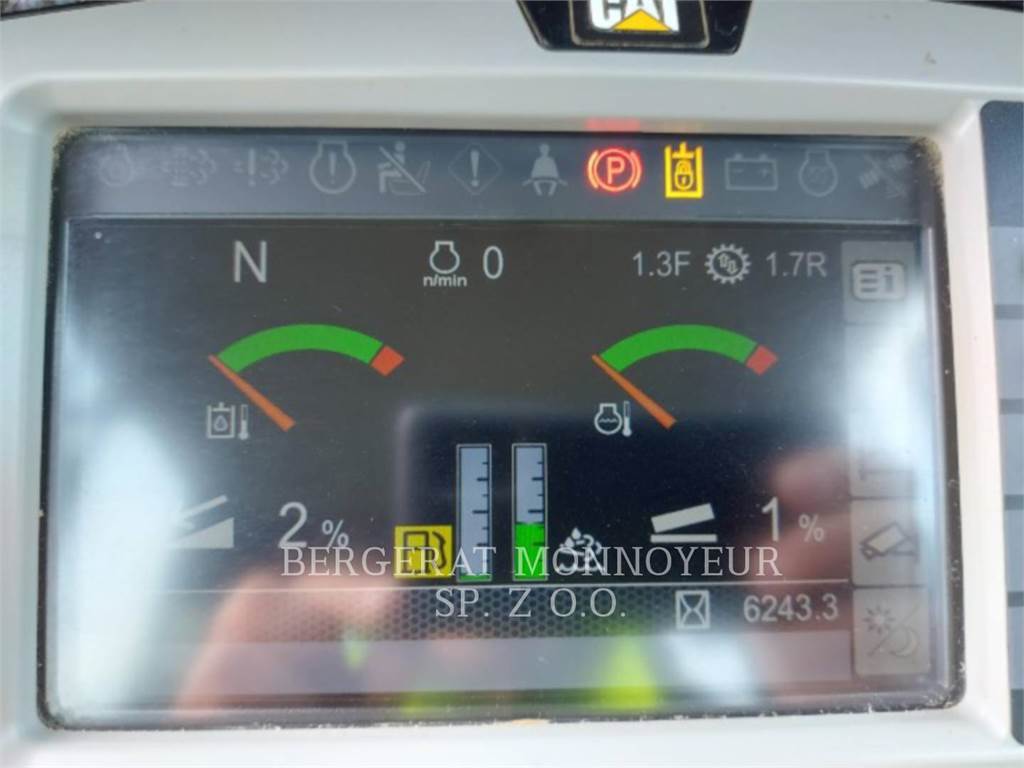 CAT
P
N
n/min 0
1.3F 1.7R
2 %
1 %
BERGERAT MONNOYEUR
SP. Z O.O.
6243.3